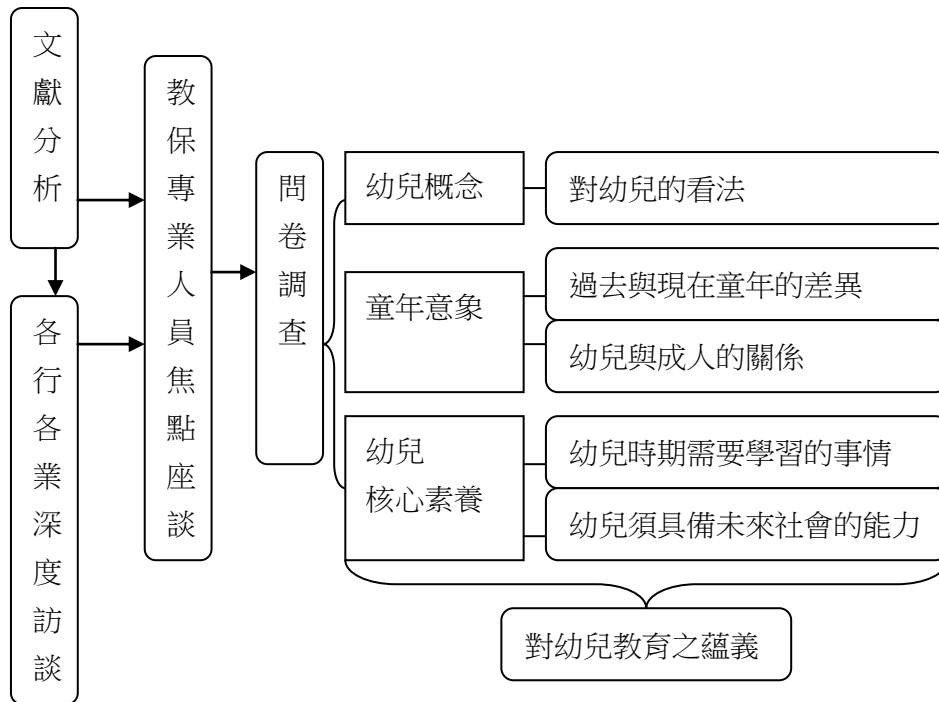 文獻分析
各行各業深度訪談
教保專業人員焦點座談
問卷調查
幼兒概念
對幼兒的看法
童年意象
過去與現在童年的差異
幼兒與成人的關係
幼兒
核心素養
幼兒時期需要學習的事情
幼兒須具備未來社會的能力
對幼兒教育之蘊義